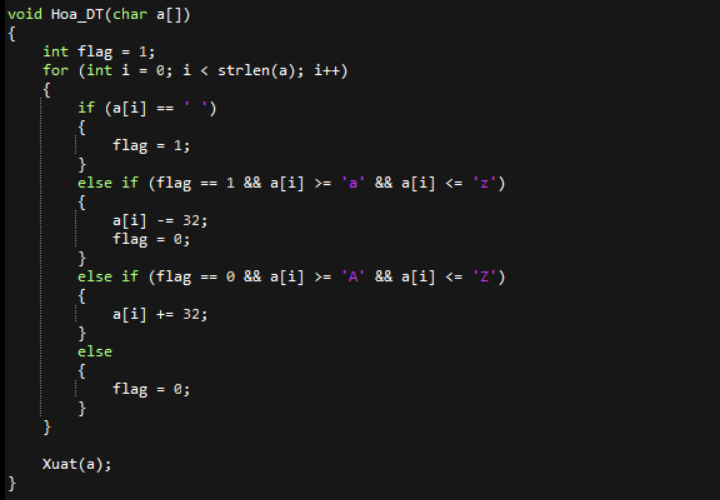 void Hoa_DT(char a[])
{
    int flag = 1;
    for (int i = 0; i < strlen(a); i++)
    {
        if (a[i] == ' ')
        {
            flag = 1;
        }
        else if (flag == 1 && a[i] >= 'a' && a[i] <= 'z')
        {
            a[i] -= 32;
            flag = 0;
        }
        else if (flag == 0 && a[i] >= 'A' && a[i] <= 'Z')
        {
            a[i] += 32;
        }
        else
        {
            flag = 0;
        }
    }

    Xuat(a);
}